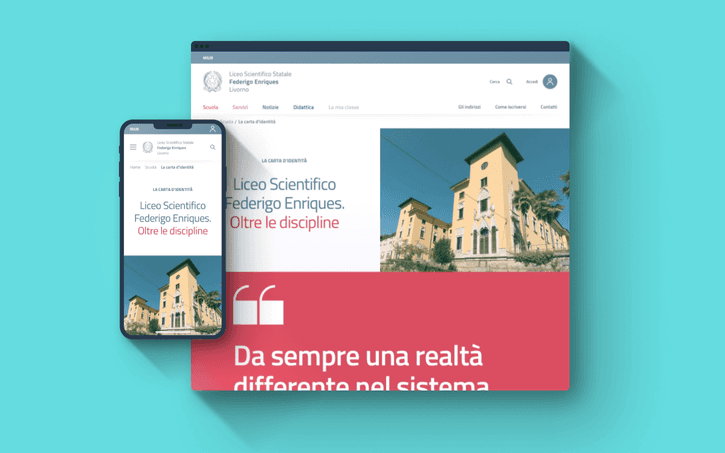 MIUR
Liceo Scientifico Statale
Federigo Enriques
Livorno
Cerca
Accedi
Scuola
Servizi
Notizie
Didattica
La mia classe
Gli indirizzi
Come iscriversi
Contatti
/ La carta d'identità
LA CARTA D'IDENTITÀ
Liceo Scientifico
Federigo Enriques.
Oltre le discipline
Da sempre una realtà
differente nel sistema
MIUR
Liceo Scientifico Statale
Federigo Enriques
Livorno
Home Scuola La carta d'identità
LA CARTA D'IDENTITÀ
Liceo Scientifico
Federigo Enriques.
Oltre le discipline